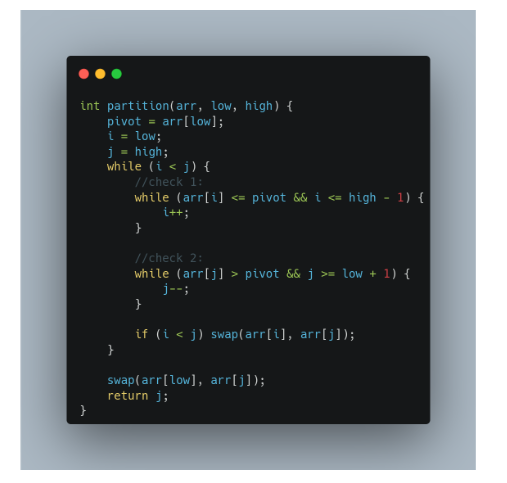 int partition(arr, low, high) {
    pivot = arr[low];
    i = low;
    j = high;
    while (i < j) {
        //check 1:
        while (arr[i] <= pivot && i <= high - 1) {
            i++;
        }

        //check 2:
        while (arr[j] > pivot && j >= low + 1) {
            j--;
        }

        if (i < j) swap(arr[i], arr[j]);
    }

    swap(arr[low], arr[j]);
    return j;
}